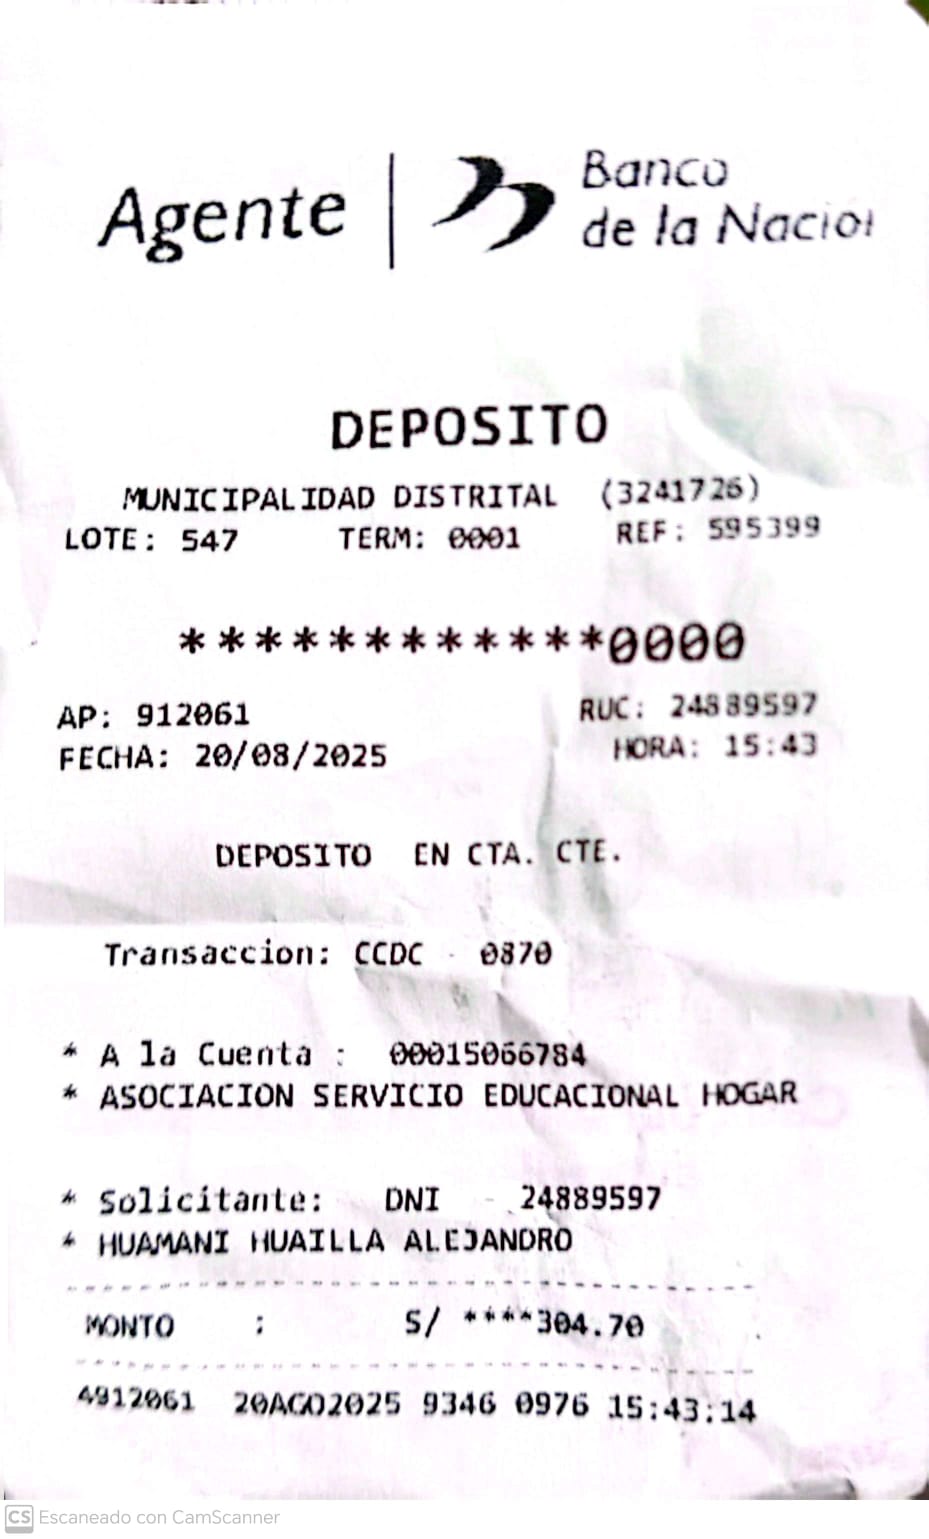 Agente | Banco
de la Nacion
DEPOSITO
MUNICIPALIDAD DISTRITAL (3241726)
LOTE: 547 TERM: 0001 REF: 595399
************0000
AP: 912061 RUC: 24889597
FECHA: 20/08/2025 HORA: 15:43
DEPOSITO EN CTA. CTE.
Transaccion: CCDC - 0870
* A la Cuenta : 00015066784
* ASOCIACION SERVICIO EDUCACIONAL HOGAR
* Solicitante: DNI - 24889597
* HUAMANI HUAILLA ALEJANDRO
MONTO : S/ ****304.70
4912061 20AGO2025 9346 0976 15:43:14
CS Escaneado con CamScanner